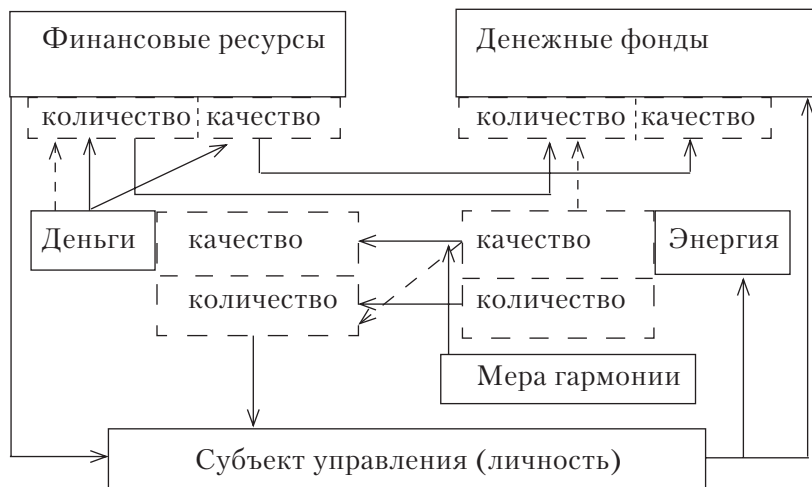 Финансовые ресурсы
Денежные фонды
количество качество
количество качество
Деньги
качество
качество
Энергия
количество
количество
Мера гармонии
Субъект управления (личность)